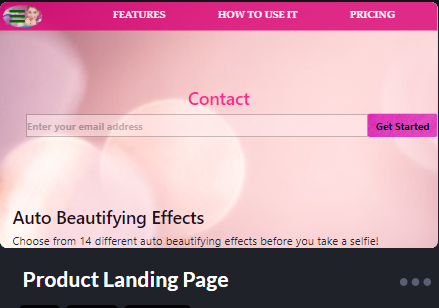 FEATURES HOW TO USE IT PRICING
Contact
Enter your email address Get Started
Auto Beautifying Effects
Choose from 14 different auto beautifying effects before you take a selfie!
Product Landing Page